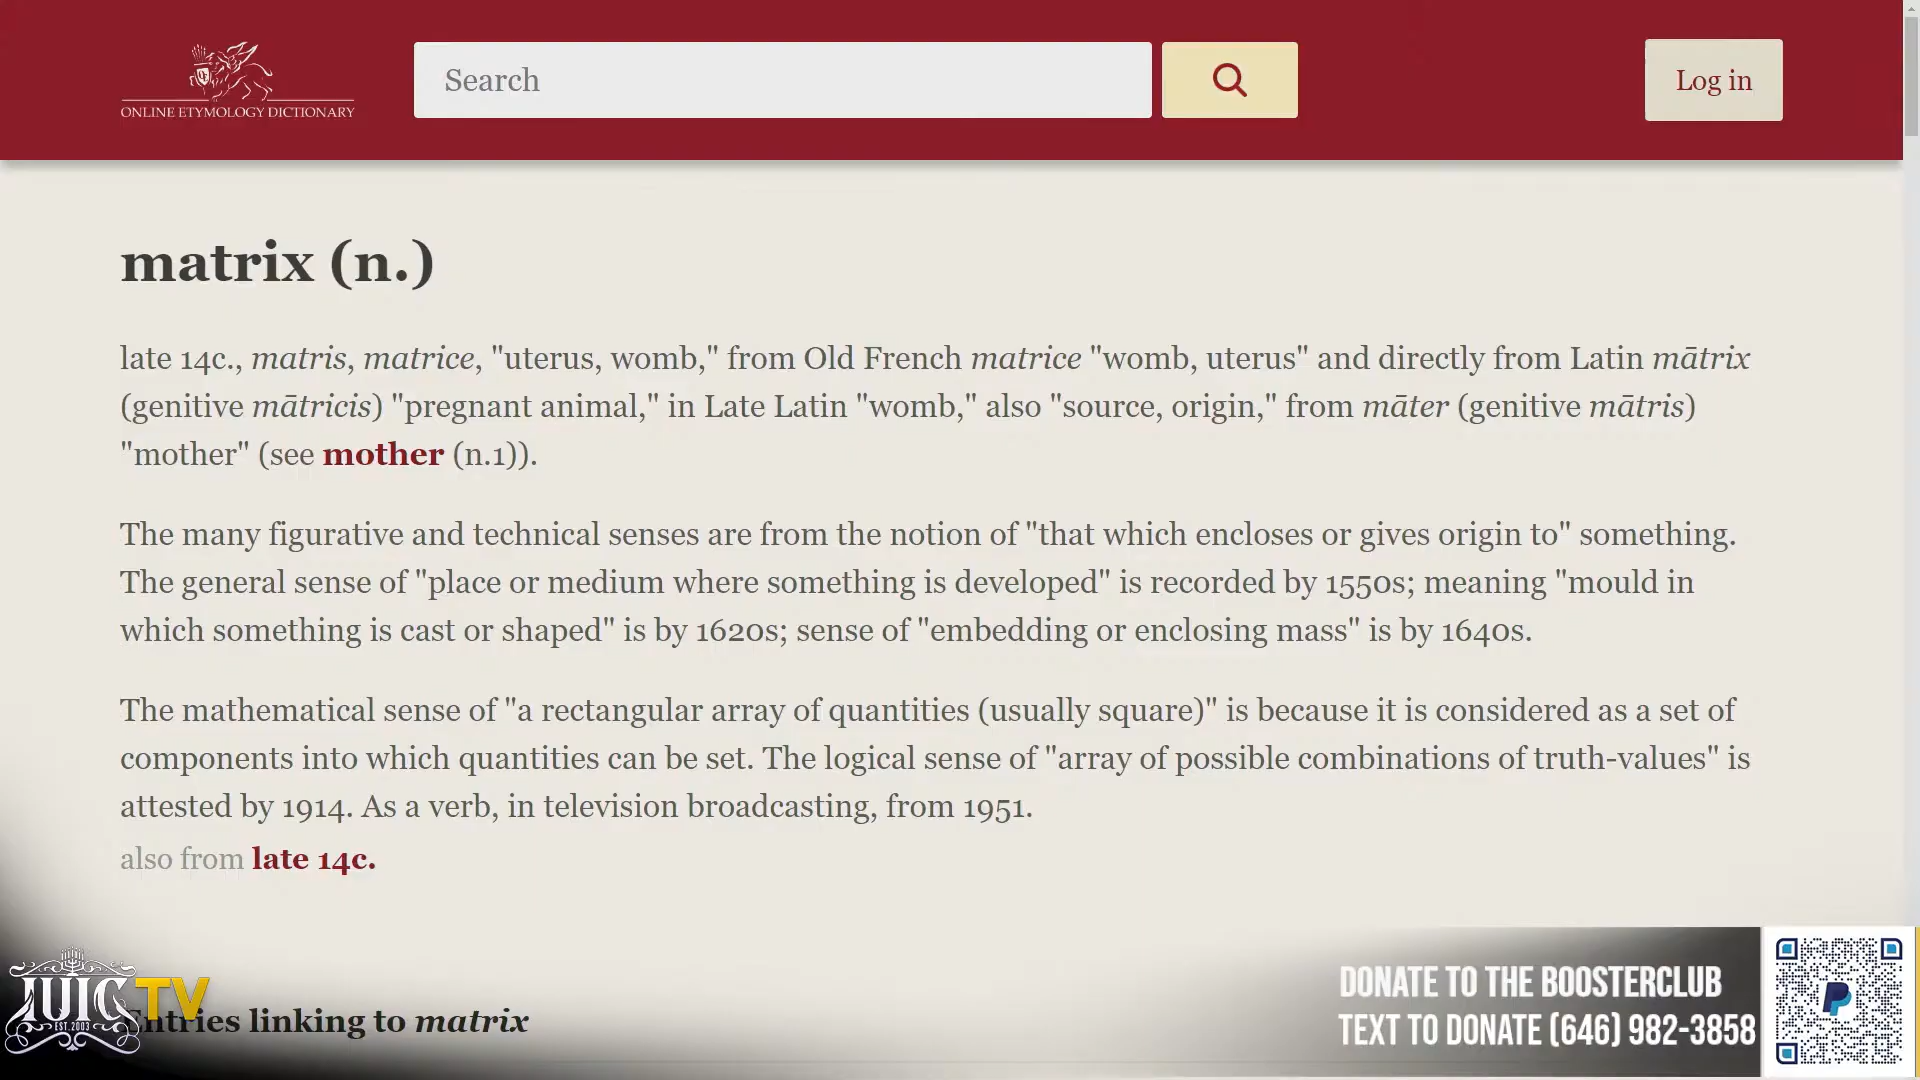 ONLINE ETYMOLOGY DICTIONARY
Search
Log in
matrix (n.)
late 14c., matris, matrice, "uterus, womb," from Old French matrice "womb, uterus" and directly from Latin mātrix
(genitive mātricis) "pregnant animal," in Late Latin "womb," also "source, origin," from māter (genitive mātris)
"mother" (see mother (n.1)).
The many figurative and technical senses are from the notion of "that which encloses or gives origin to" something.
The general sense of "place or medium where something is developed" is recorded by 1550s; meaning "mould in
which something is cast or shaped" is by 1620s; sense of "embedding or enclosing mass" is by 1640s.
The mathematical sense of "a rectangular array of quantities (usually square)" is because it is considered as a set of
components into which quantities can be set. The logical sense of "array of possible combinations of truth-values" is
attested by 1914. As a verb, in television broadcasting, from 1951.
also from late 14c.
Entries linking to matrix
IUIC TV
EST. 2003
DONATE TO THE BOOSTERCLUB
TEXT TO DONATE (646) 982-3858